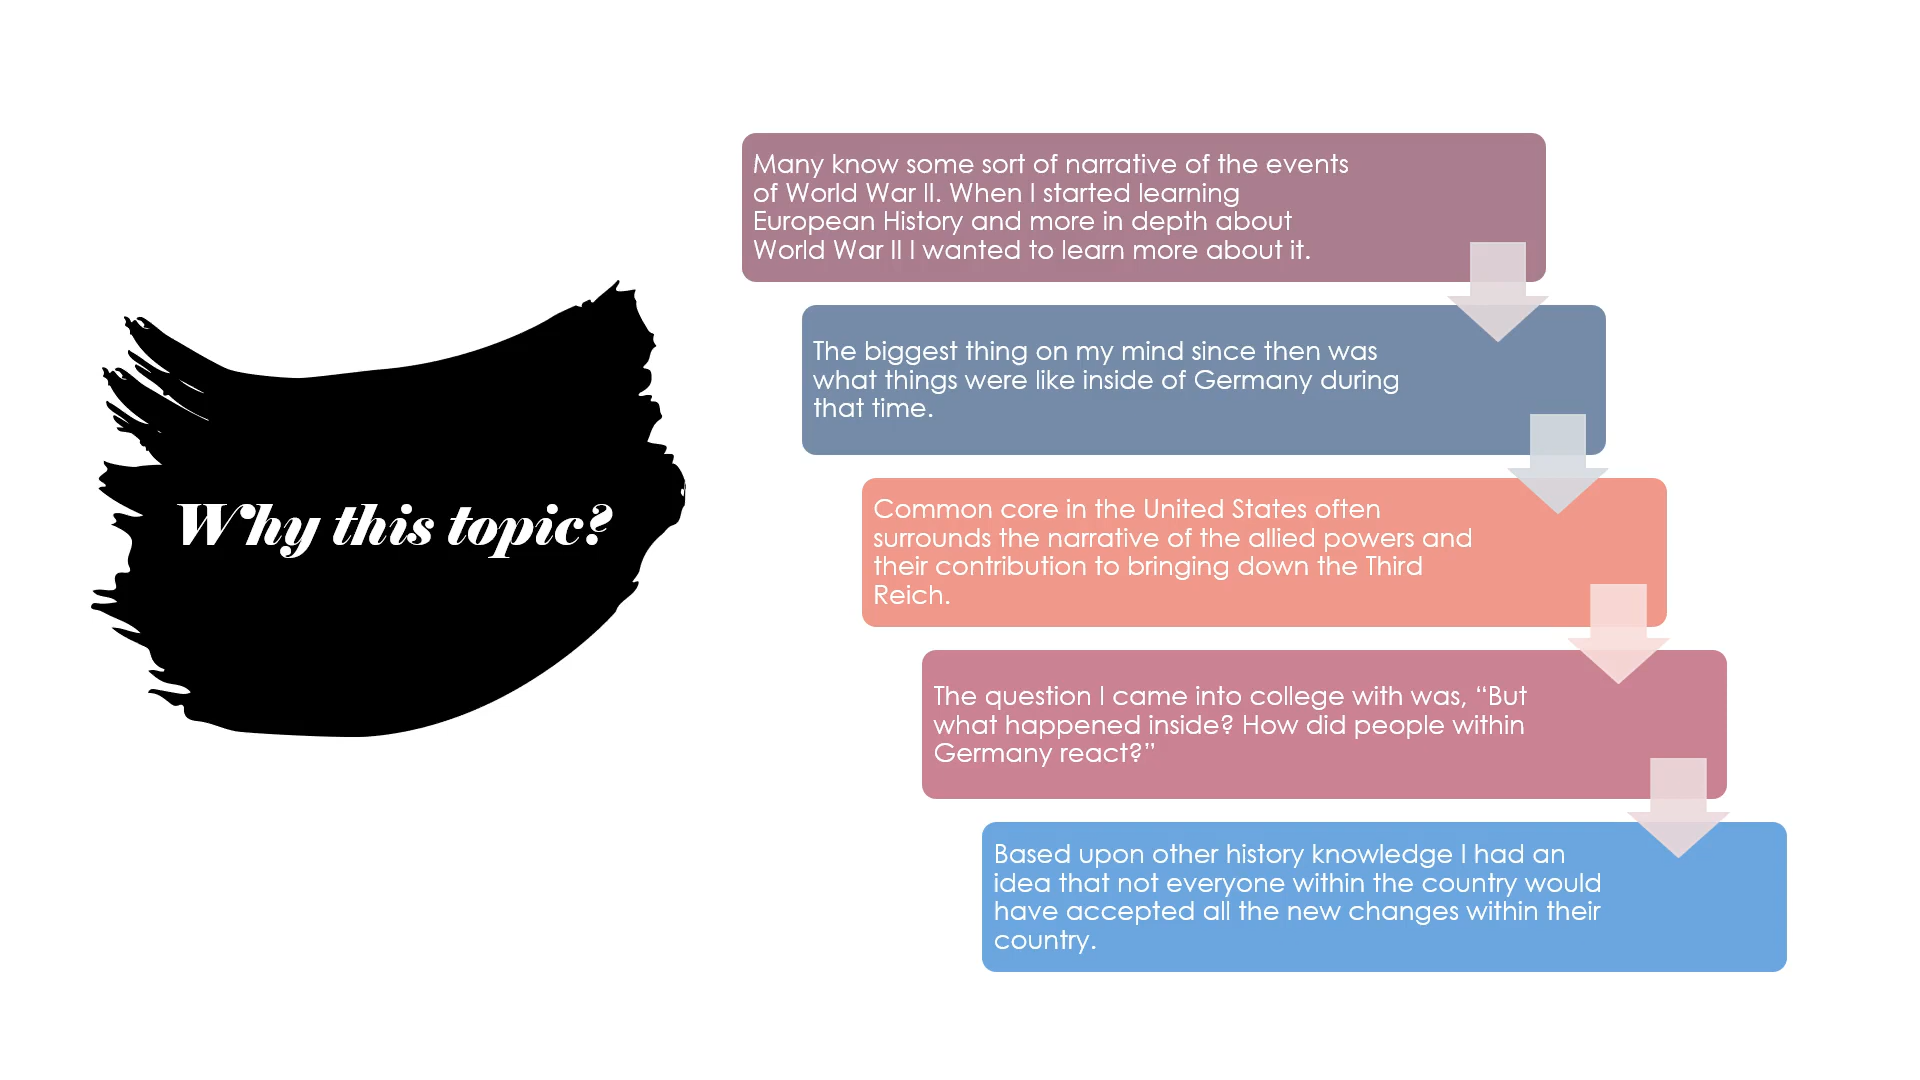 Why this topic?
Many know some sort of narrative of the events
of World War II. When I started learning
European History and more in depth about
World War II I wanted to learn more about it.
The biggest thing on my mind since then was
what things were like inside of Germany during
that time.
Common core in the United States often
surrounds the narrative of the allied powers and
their contribution to bringing down the Third
Reich.
The question I came into college with was, “But
what happened inside? How did people within
Germany react?”
Based upon other history knowledge I had an
idea that not everyone within the country would
have accepted all the new changes within their
country.